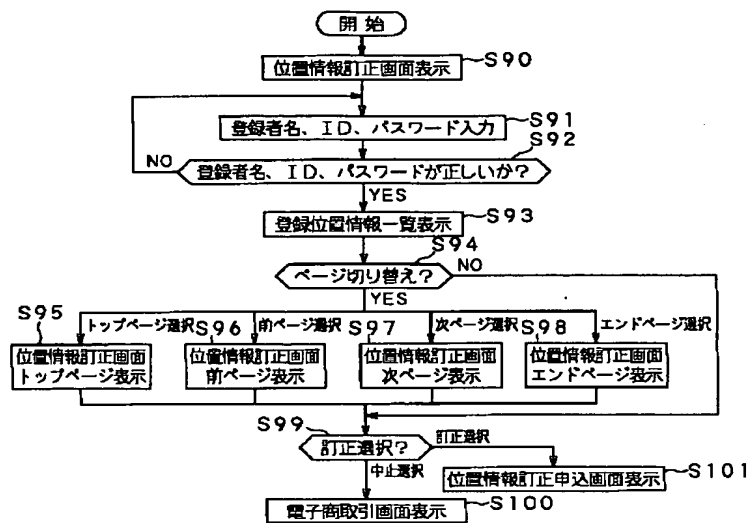 開始
位置情報訂正画面表示 S90
登録者名、ID、パスワード入力 S91
S92
NO 登録者名、ID、パスワードが正しいか?
YES
登録位置情報一覧表示 S93
S94
ページ切り替え? NO
YES
S95 トップページ選択 S96 前ページ選択 S97 次ページ選択 S98 エンドページ選択
位置情報訂正画面 位置情報訂正画面 位置情報訂正画面 位置情報訂正画面
トップページ表示 前ページ表示 次ページ表示 エンドページ表示
S99
訂正選択? 訂正選択
中止選択 位置情報訂正申込画面表示 S101
電子商取引画面表示 S100